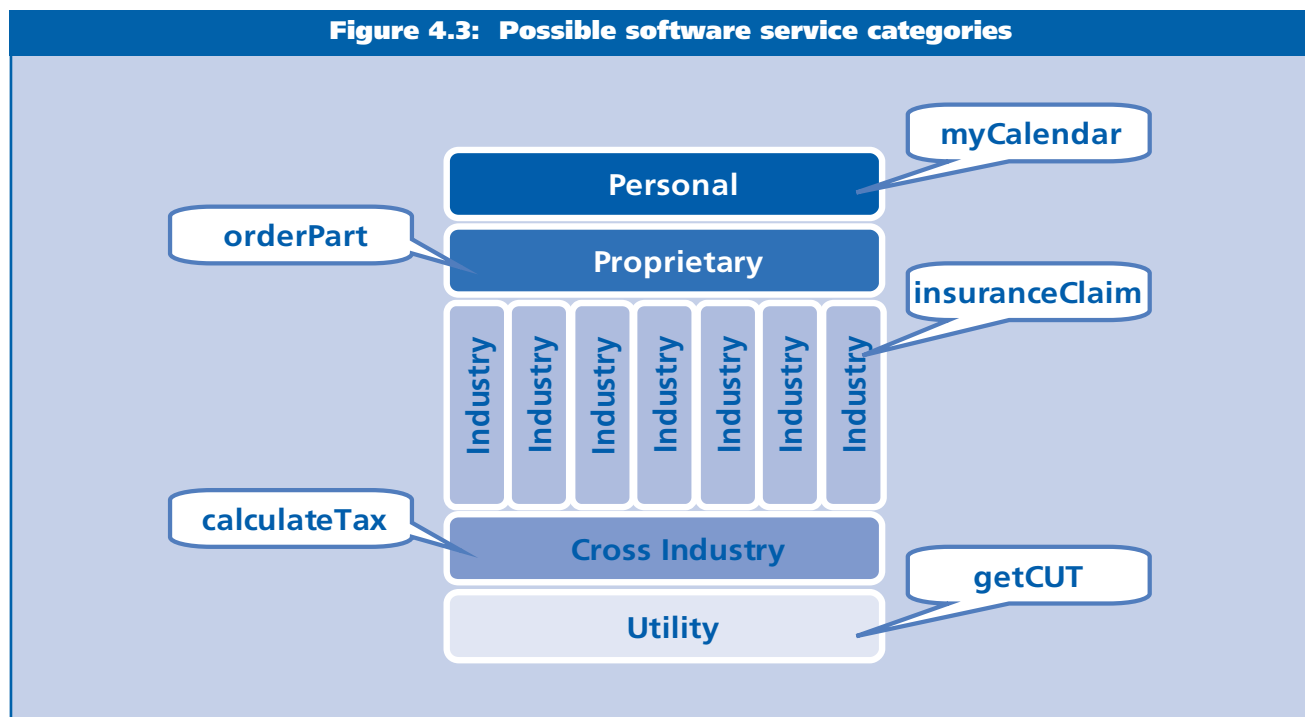 Figure 4.3: Possible software service categories
myCalendar
Personal
orderPart
Proprietary
insuranceClaim
Industry
Industry
Industry
Industry
Industry
Industry
Industry
calculateTax
Cross Industry
getCUT
Utility